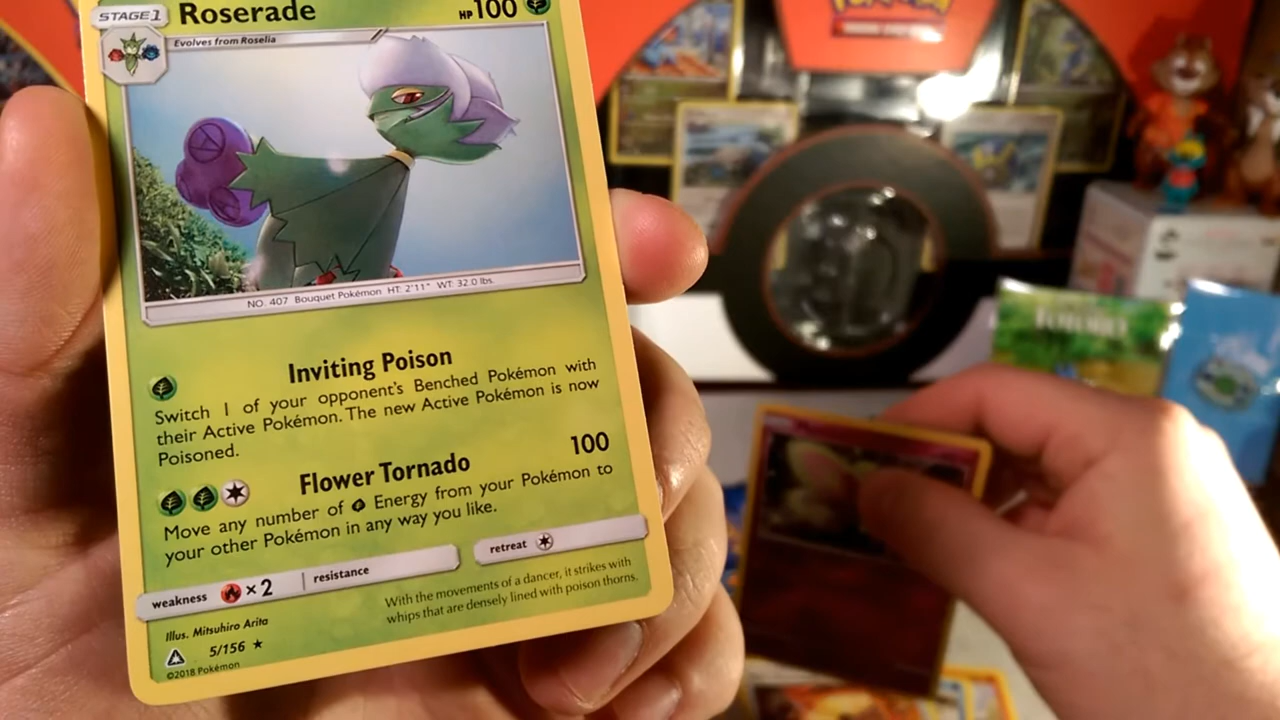 STAGE 1 Roserade HP 100
Evolves from Roselia
NO. 407 Bouquet Pokémon HT: 2'11" WT: 32.0 lbs.
Inviting Poison
Switch 1 of your opponent's Benched Pokémon with
their Active Pokémon. The new Active Pokémon is now
Poisoned.
Flower Tornado 100
Move any number of Energy from your Pokémon to
your other Pokémon in any way you like.
weakness ×2 resistance retreat
With the movements of a dancer, it strikes with
whips that are densely lined with poison thorns.
Illus. Mitsuhiro Arita
5/156 ★
©2018 Pokémon